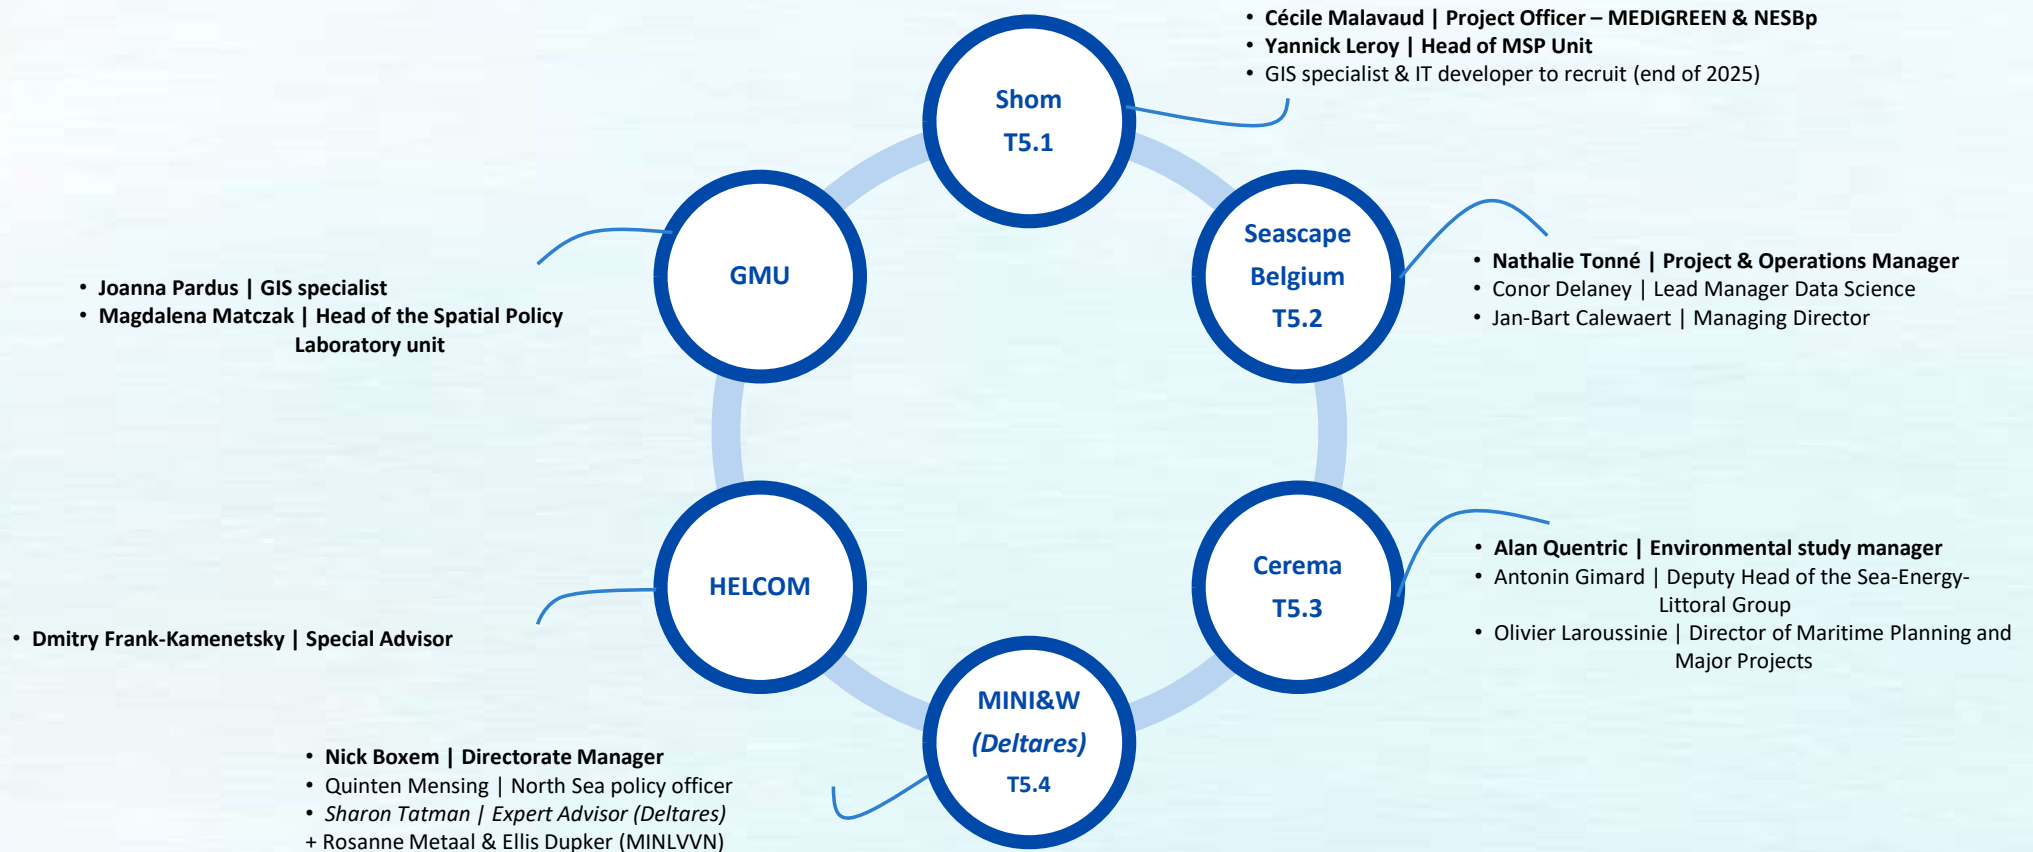 • Cécile Malavaud | Project Officer – MEDIGREEN & NESBp
• Yannick Leroy | Head of MSP Unit
• GIS specialist & IT developer to recruit (end of 2025)
Shom
T5.1
Seascape
Belgium
T5.2
• Nathalie Tonné | Project & Operations Manager
• Conor Delaney | Lead Manager Data Science
• Jan-Bart Calewaert | Managing Director
GMU
• Joanna Pardus | GIS specialist
• Magdalena Matczak | Head of the Spatial Policy
Laboratory unit
Cerema
T5.3
• Alan Quentric | Environmental study manager
• Antonin Gimard | Deputy Head of the Sea-Energy-
Littoral Group
• Olivier Laroussinie | Director of Maritime Planning and
Major Projects
HELCOM
• Dmitry Frank-Kamenetsky | Special Advisor
MINI&W
(Deltares)
T5.4
• Nick Boxem | Directorate Manager
• Quinten Mensing | North Sea policy officer
• Sharon Tatman | Expert Advisor (Deltares)
+ Rosanne Metaal & Ellis Dupker (MINLVVN)